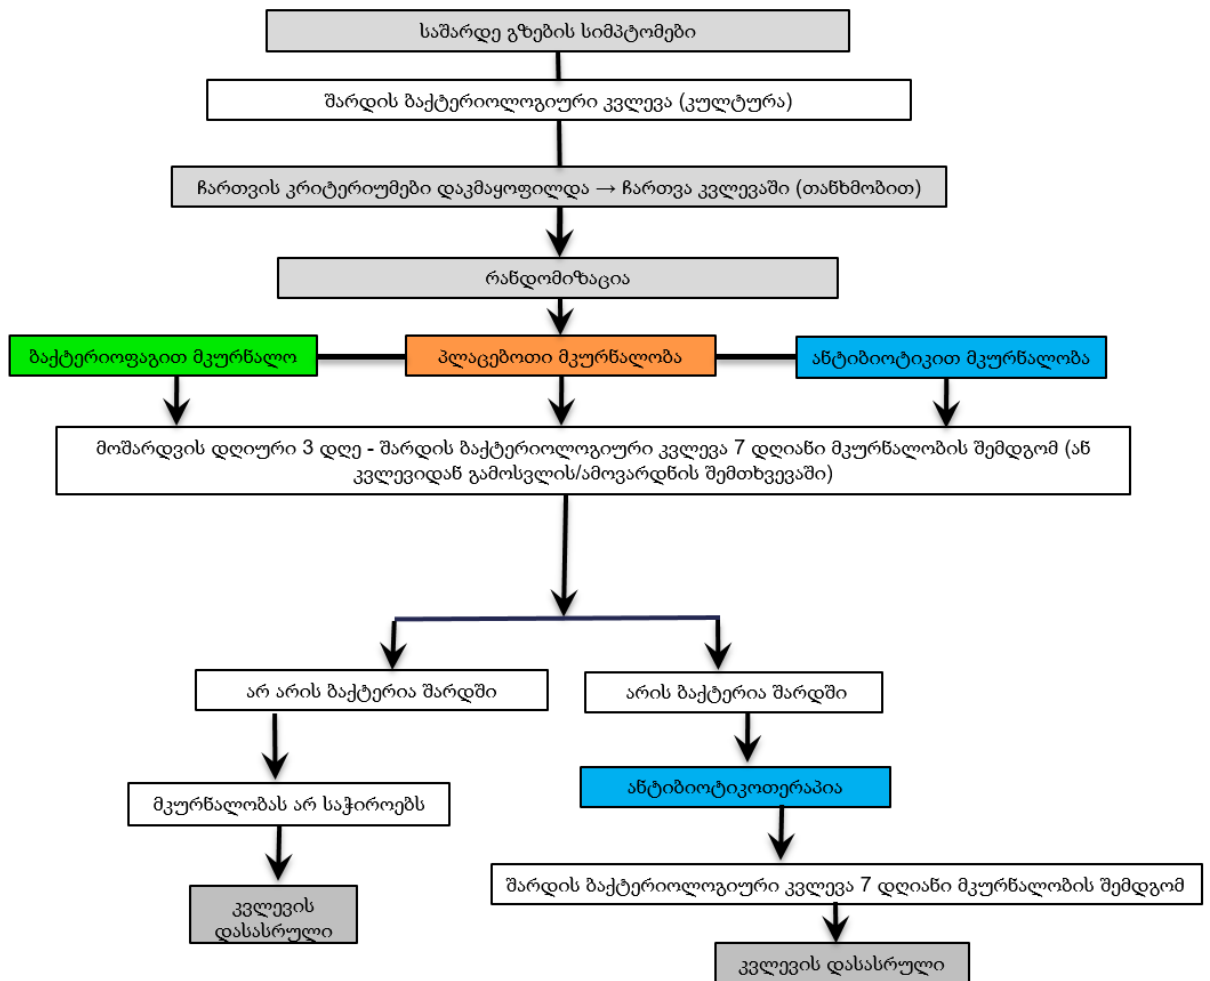 საშარდე გზების სიმპტომები
შარდის ბაქტერიოლოგიური კვლევა (კულტურა)
ჩართვის კრიტერიუმები დაკმაყოფილდა → ჩართვა კვლევაში (თანხმობით)
რანდომიზაცია
ბაქტერიოფაგით მკურნალო
პლაცებოთი მკურნალობა
ანტიბიოტიკით მკურნალობა
მოშარდვის დღიური 3 დღე - შარდის ბაქტერიოლოგიური კვლევა 7 დღიანი მკურნალობის შემდგომ (ან
კვლევიდან გამოსვლის/ამოვარდნის შემთხვევაში)
არ არის ბაქტერია შარდში
არის ბაქტერია შარდში
ანტიბიოტიკოთერაპია
მკურნალობას არ საჭიროებს
შარდის ბაქტერიოლოგიური კვლევა 7 დღიანი მკურნალობის შემდგომ
კვლევის
დასასრული
კვლევის დასასრული